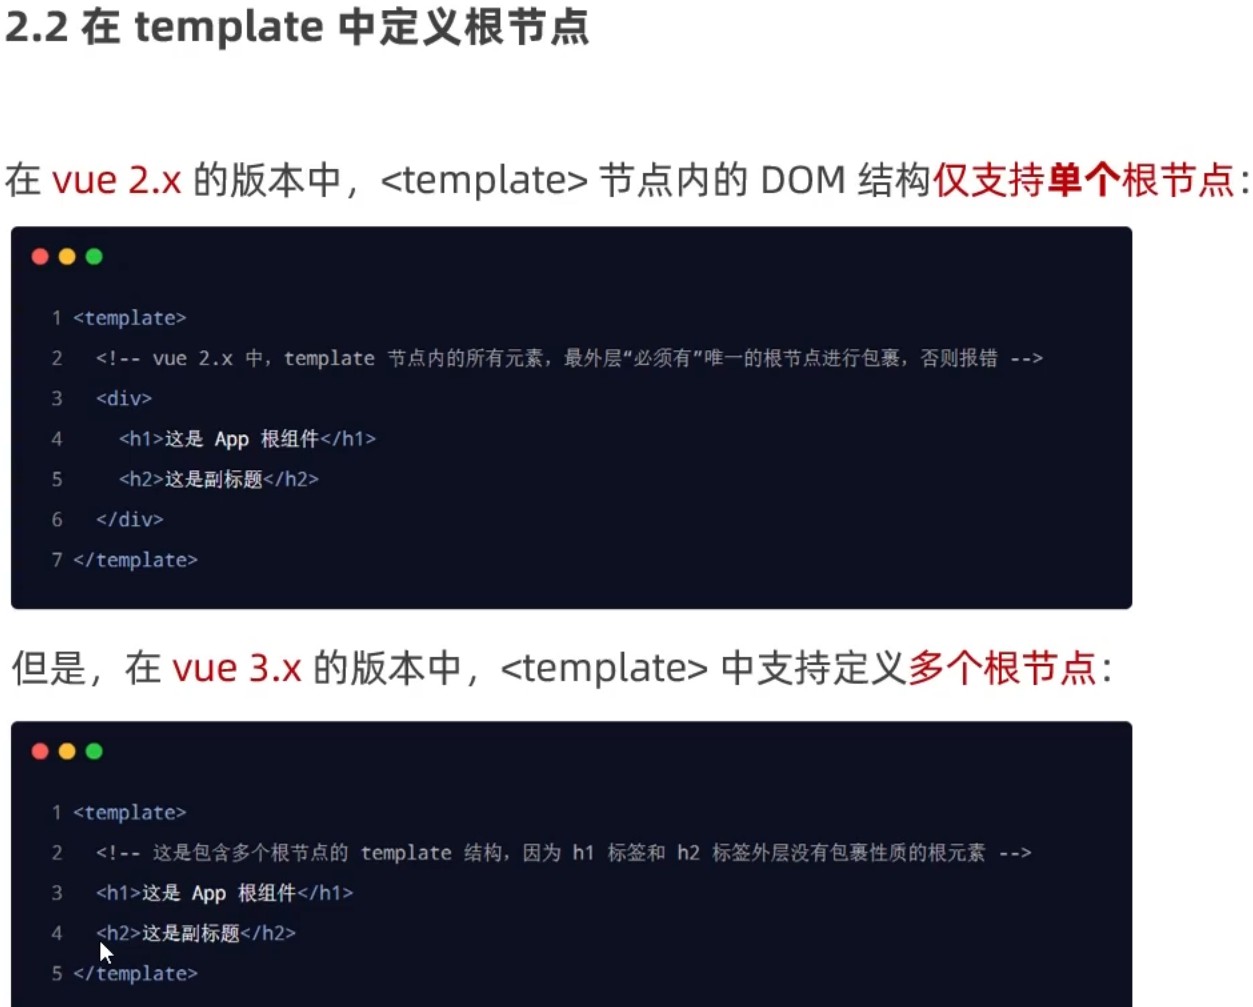 2.2 在 template 中定义根节点
在 vue 2.x 的版本中，<template> 节点内的 DOM 结构仅支持单个根节点：
1 <template>
2   <!-- vue 2.x 中，template 节点内的所有元素，最外层“必须有”唯一的根节点进行包裹，否则报错 -->
3   <div>
4     <h1>这是 App 根组件</h1>
5     <h2>这是副标题</h2>
6   </div>
7 </template>
但是，在 vue 3.x 的版本中，<template> 中支持定义多个根节点：
1 <template>
2   <!-- 这是包含多个根节点的 template 结构，因为 h1 标签和 h2 标签外层没有包裹性质的根元素 -->
3   <h1>这是 App 根组件</h1>
4   <h2>这是副标题</h2>
5 </template>